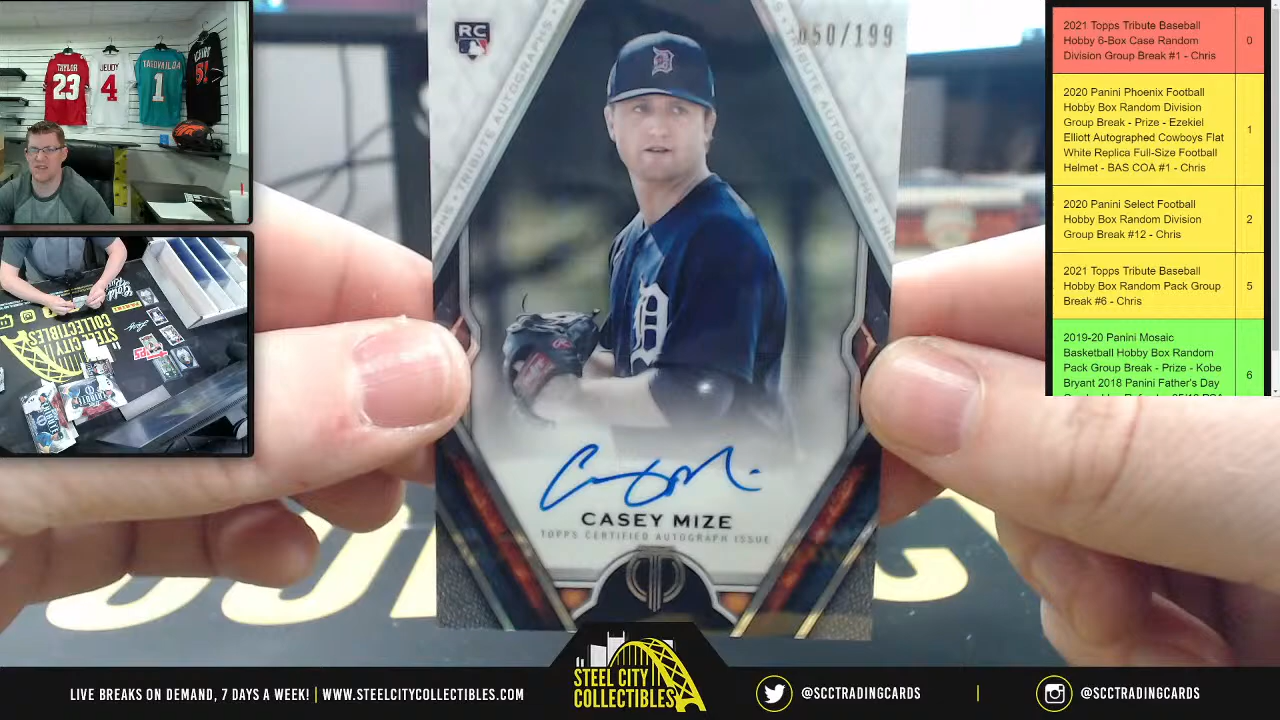 TAYLOR
23
JEUDY
4
TAGOVAILOA
1
51
RC
050/199
TRIBUTE AUTOGRAPHS
TRIBUTE AUTOGRAPHS
D
CASEY MIZE
TOPPS CERTIFIED AUTOGRAPH ISSUE
STEEL CITY
COLLECTIBLES
2021 Topps Tribute Baseball
Hobby 6-Box Case Random
Division Group Break #1 - Chris
0
2020 Panini Phoenix Football
Hobby Box Random Division
Group Break - Prize - Ezekiel
Elliott Autographed Cowboys Flat
White Replica Full-Size Football
Helmet - BAS COA #1 - Chris
1
2020 Panini Select Football
Hobby Box Random Division
Group Break #12 - Chris
2
2021 Topps Tribute Baseball
Hobby Box Random Pack Group
Break #6 - Chris
5
2019-20 Panini Mosaic
Basketball Hobby Box Random
Pack Group Break - Prize - Kobe
Bryant 2018 Panini Father's Day
6
LIVE BREAKS ON DEMAND, 7 DAYS A WEEK! | WWW.STEELCITYCOLLECTIBLES.COM
STEEL CITY
COLLECTIBLES
@SCCTRADINGCARDS | @SCCTRADINGCARDS